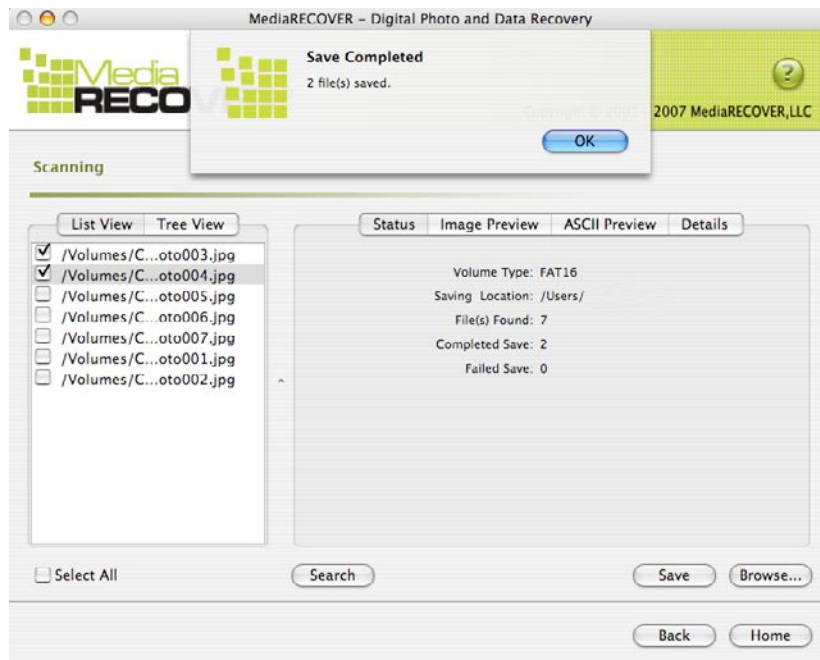 MediaRECOVER – Digital Photo and Data Recovery
Media
RECOV
Save Completed
2 file(s) saved.
OK
?
2007 MediaRECOVER,LLC
Scanning
List View Tree View
/Volumes/C...oto003.jpg
/Volumes/C...oto004.jpg
/Volumes/C...oto005.jpg
/Volumes/C...oto006.jpg
/Volumes/C...oto007.jpg
/Volumes/C...oto001.jpg
/Volumes/C...oto002.jpg
Status Image Preview ASCII Preview Details
Volume Type: FAT16
Saving Location: /Users/
File(s) Found: 7
Completed Save: 2
Failed Save: 0
Select All
Search
Save
Browse...
Back
Home